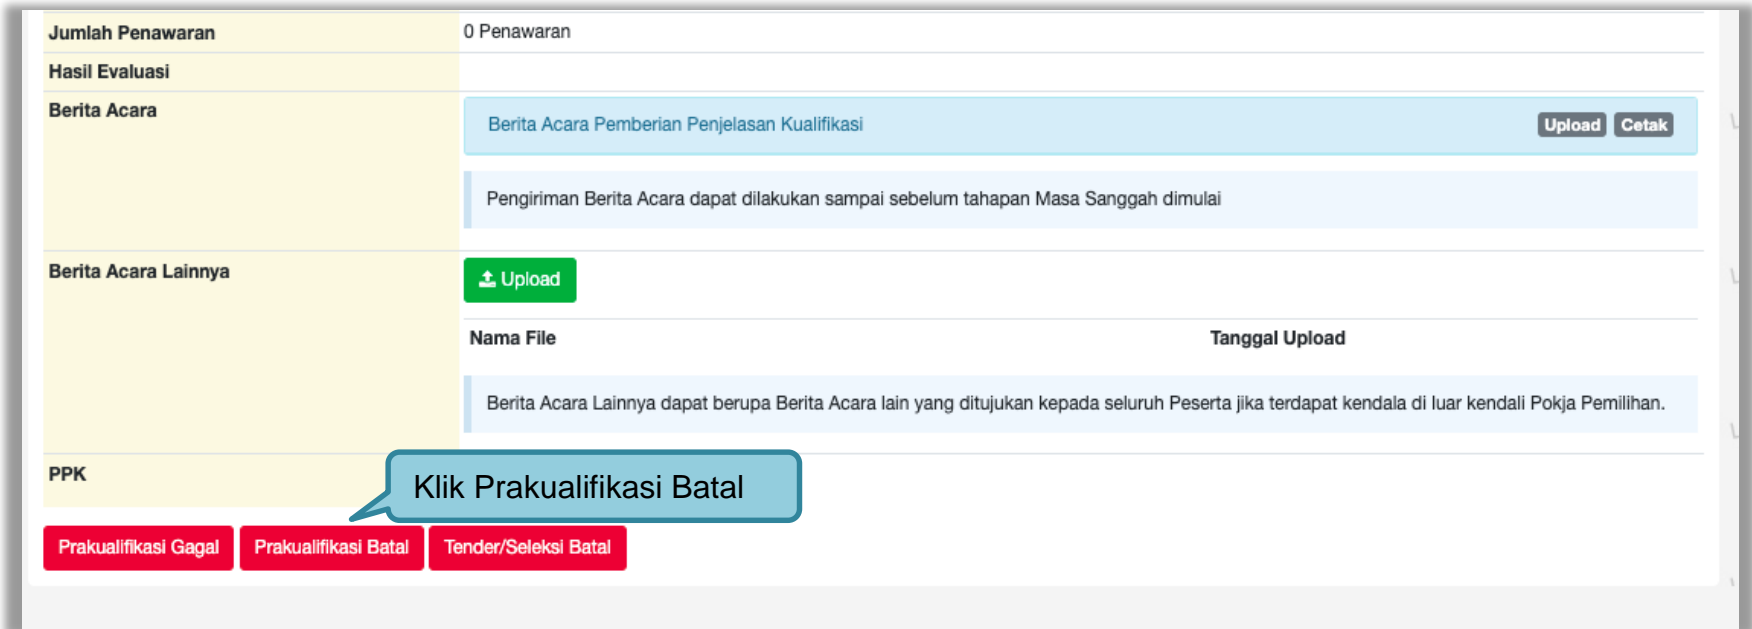 Jumlah Penawaran 0 Penawaran
Hasil Evaluasi
Berita Acara
Berita Acara Pemberian Penjelasan Kualifikasi Upload Cetak
Pengiriman Berita Acara dapat dilakukan sampai sebelum tahapan Masa Sanggah dimulai
Berita Acara Lainnya
Upload
Nama File Tanggal Upload
Berita Acara Lainnya dapat berupa Berita Acara lain yang ditujukan kepada seluruh Peserta jika terdapat kendala di luar kendali Pokja Pemilihan.
PPK
Klik Prakualifikasi Batal
Prakualifikasi Gagal Prakualifikasi Batal Tender/Seleksi Batal